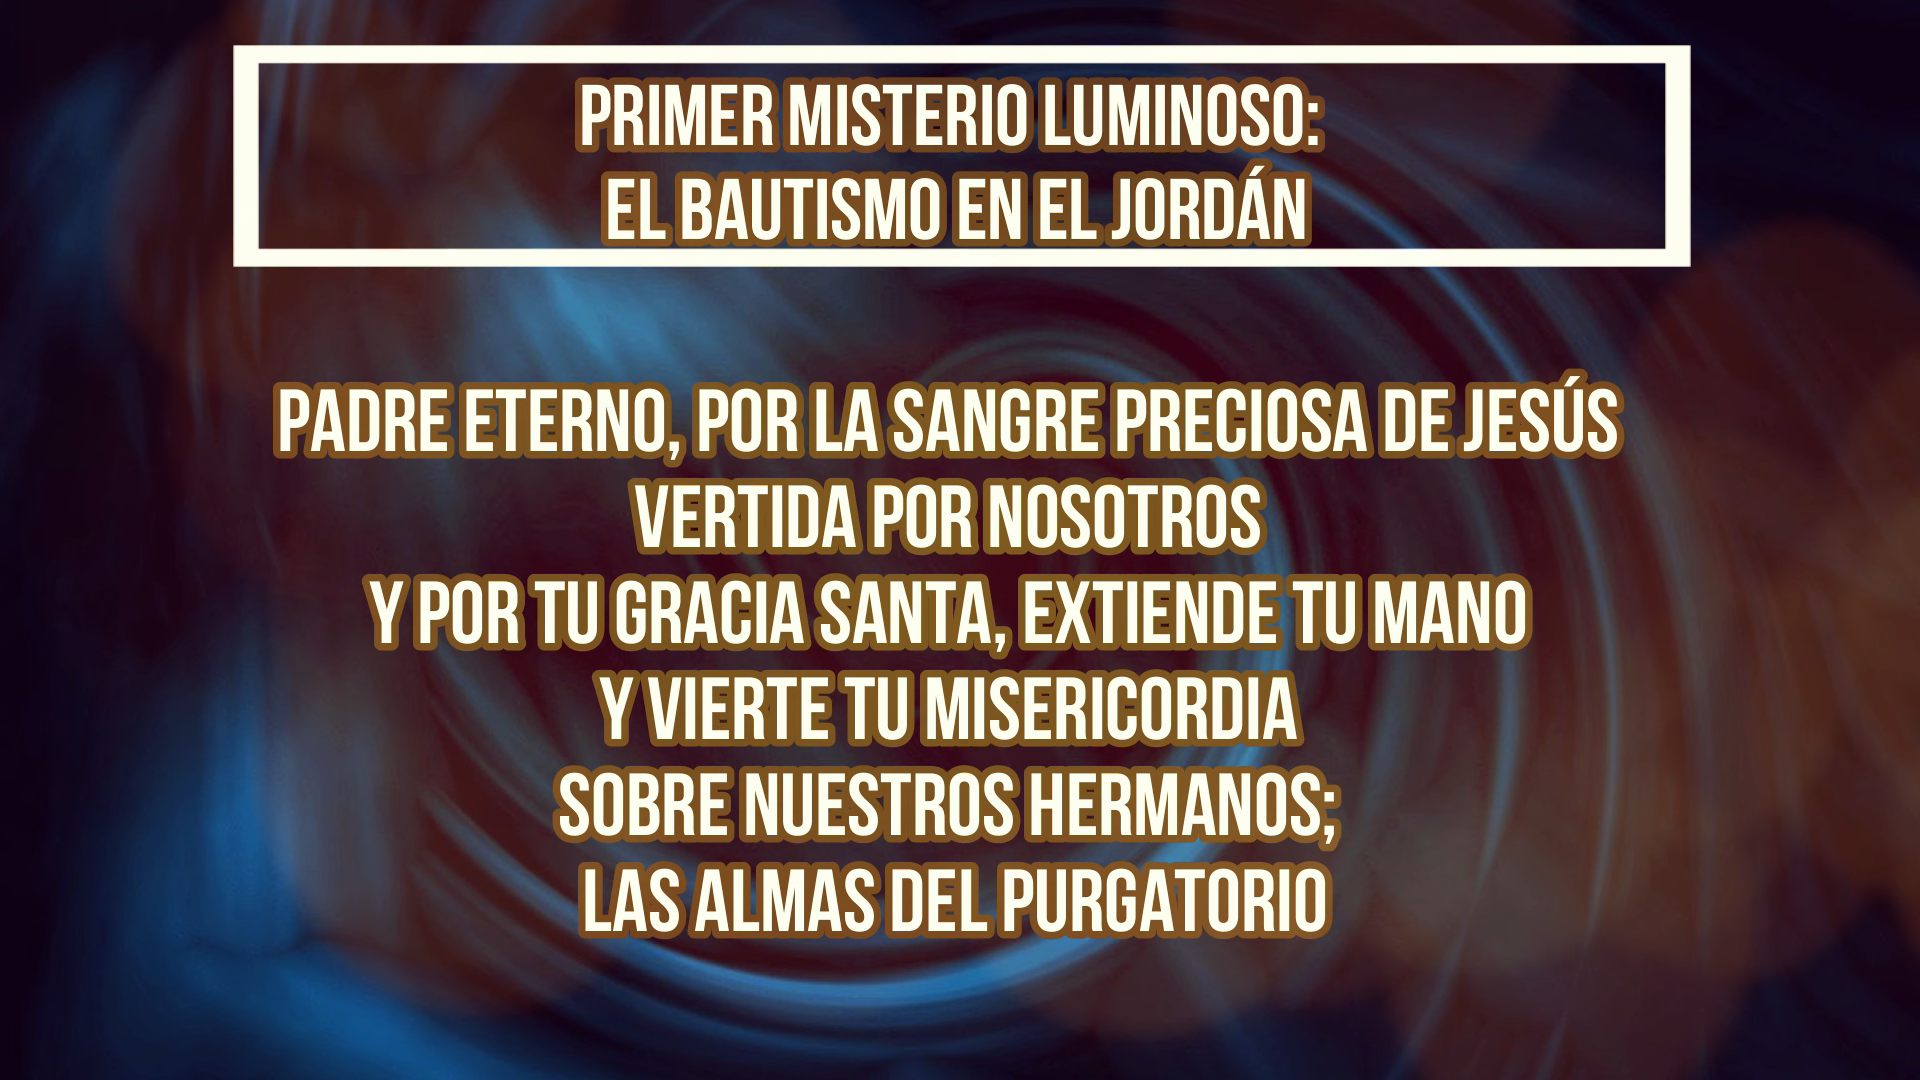 PRIMER MISTERIO LUMINOSO:
EL BAUTISMO EN EL JORDÁN
PADRE ETERNO, POR LA SANGRE PRECIOSA DE JESÚS
VERTIDA POR NOSOTROS
Y POR TU GRACIA SANTA, EXTIENDE TU MANO
Y VIERTE TU MISERICORDIA
SOBRE NUESTROS HERMANOS;
LAS ALMAS DEL PURGATORIO